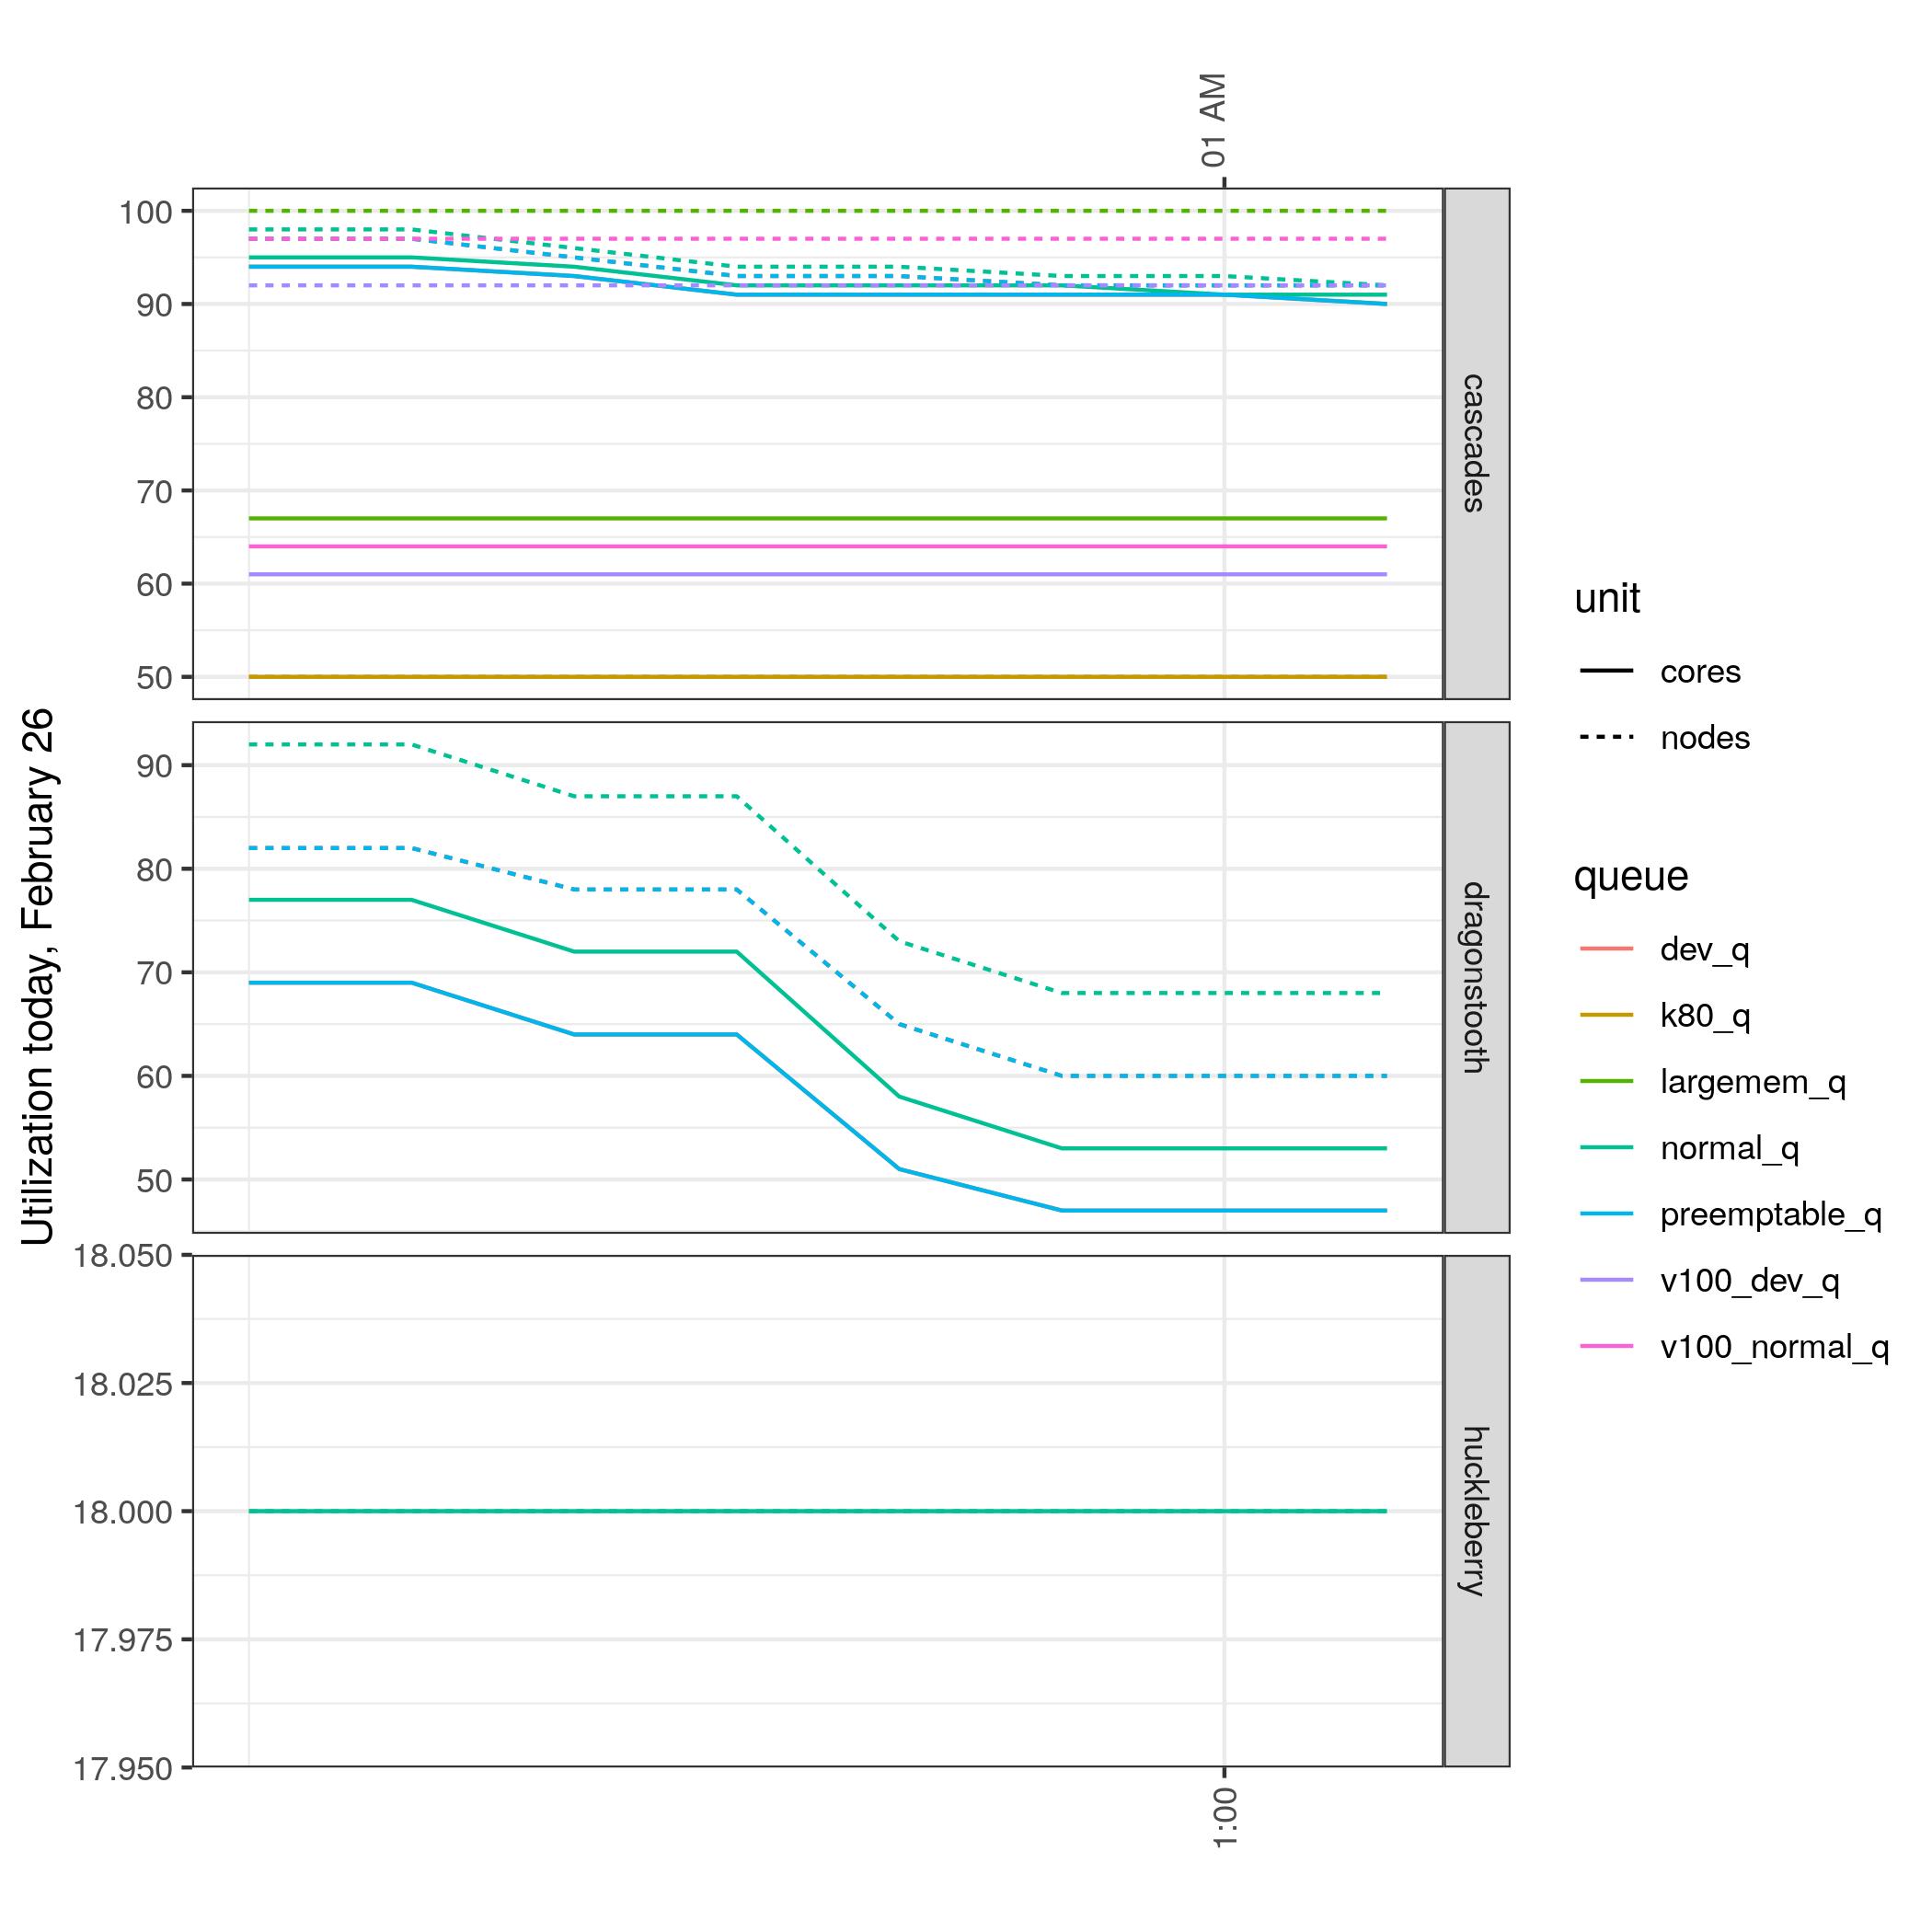 01 AM
100
90
80
70
60
50
cascades
90
80
70
60
50
dragonstooth
18.050
18.025
18.000
17.975
17.950
huckleberry
1:00
Utilization today, February 26
unit
cores
nodes
queue
dev_q
k80_q
largemem_q
normal_q
preemptable_q
v100_dev_q
v100_normal_q